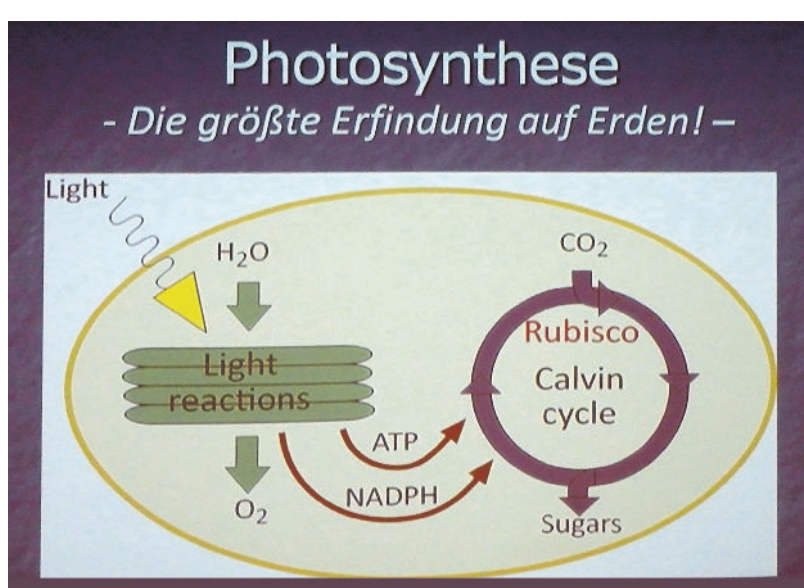 Photosynthese
- Die größte Erfindung auf Erden! –
Light
H₂O
CO₂
Rubisco
Calvin
cycle
Light
reactions
ATP
NADPH
O₂
Sugars